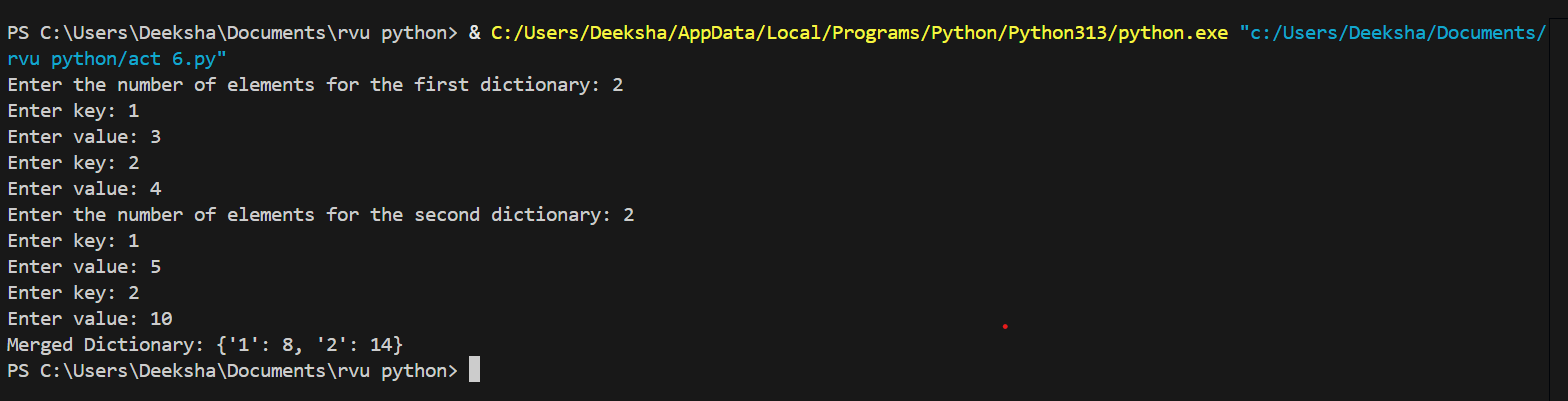 PS C:\Users\Deeksha\Documents\rvu python> & C:/Users/Deeksha/AppData/Local/Programs/Python/Python313/python.exe "c:/Users/Deeksha/Documents/
rvu python/act 6.py"
Enter the number of elements for the first dictionary: 2
Enter key: 1
Enter value: 3
Enter key: 2
Enter value: 4
Enter the number of elements for the second dictionary: 2
Enter key: 1
Enter value: 5
Enter key: 2
Enter value: 10
Merged Dictionary: {'1': 8, '2': 14}
PS C:\Users\Deeksha\Documents\rvu python>